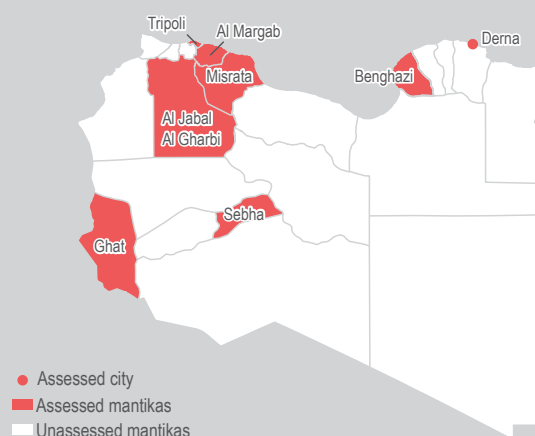 Tripoli
Al Margab
Derna
Misrata
Benghazi
Al Jabal
Al Gharbi
Sebha
Ghat
Assessed city
Assessed mantikas
Unassessed mantikas